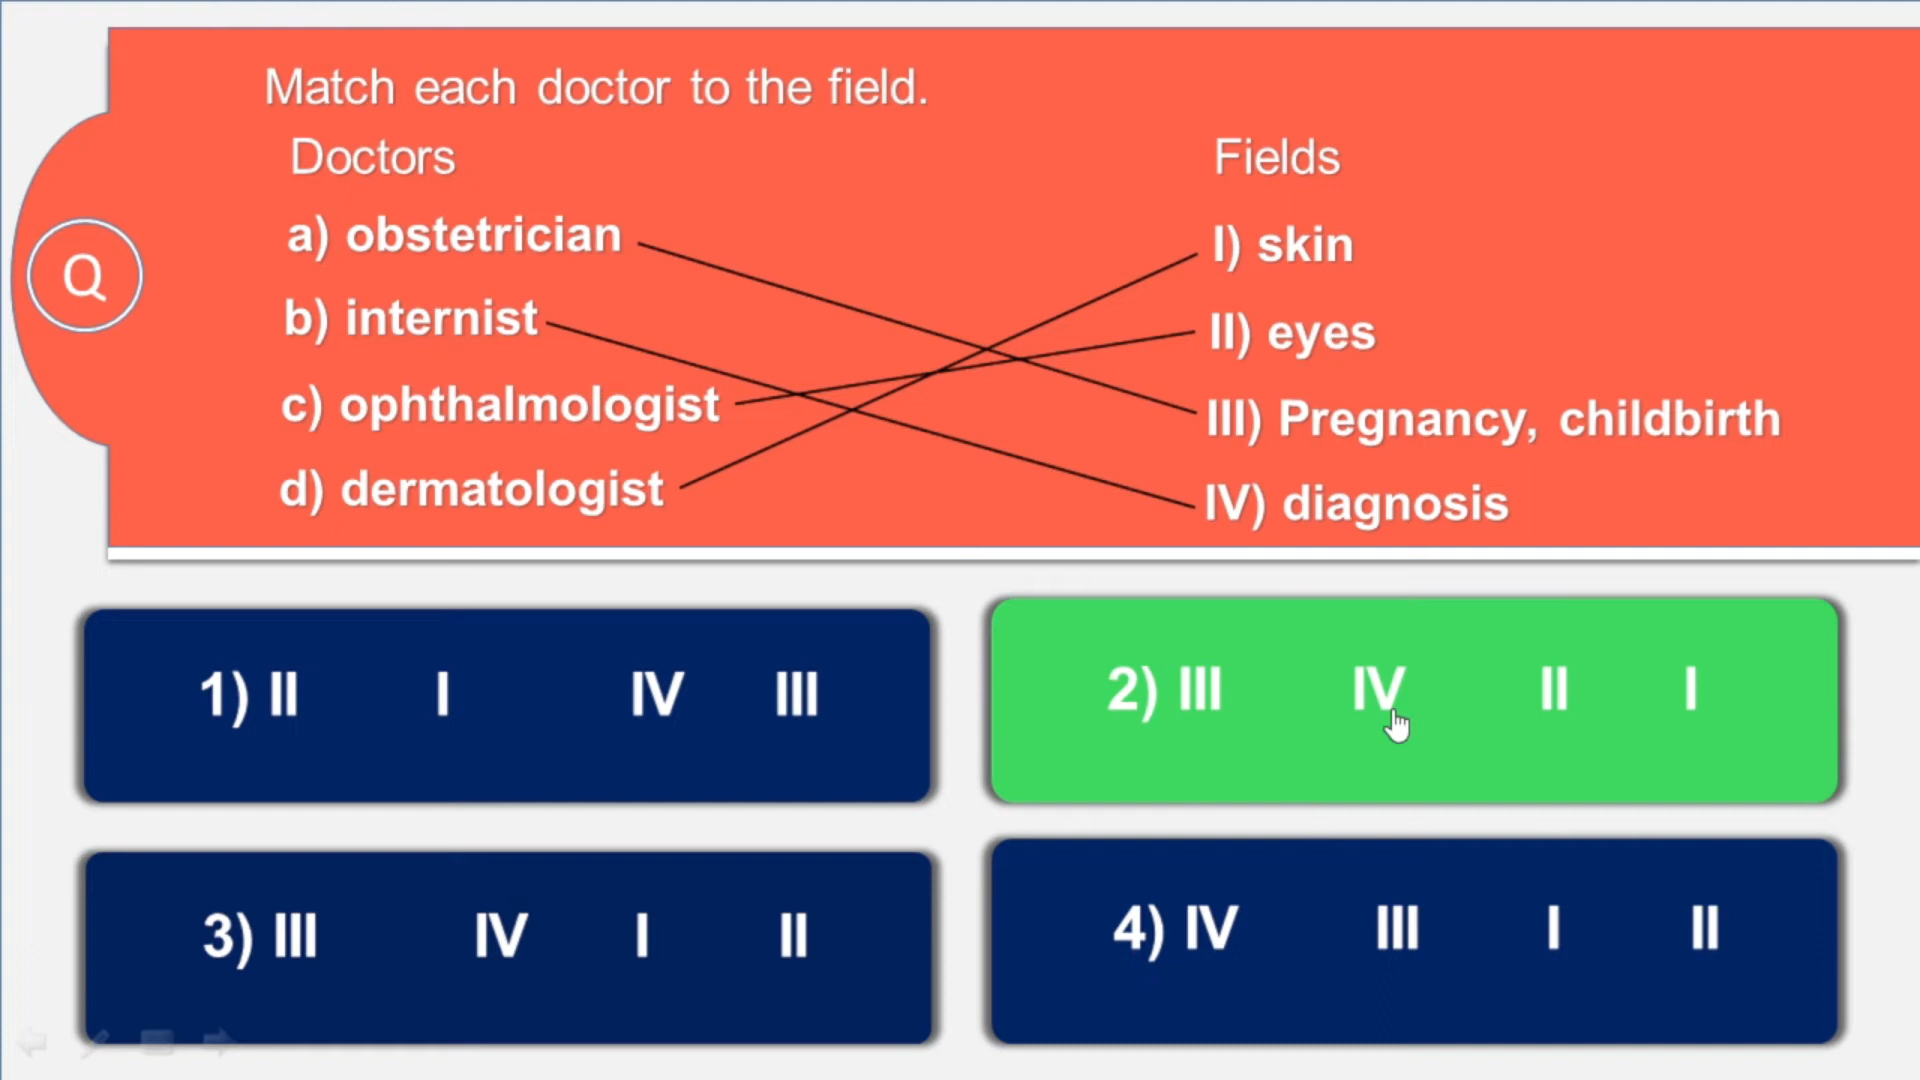 Match each doctor to the field.
Doctors Fields
a) obstetrician I) skin
b) internist II) eyes
Q
c) ophthalmologist III) Pregnancy, childbirth
d) dermatologist IV) diagnosis
1) II I IV III
2) III IV II I
3) III IV I II
4) IV III I II